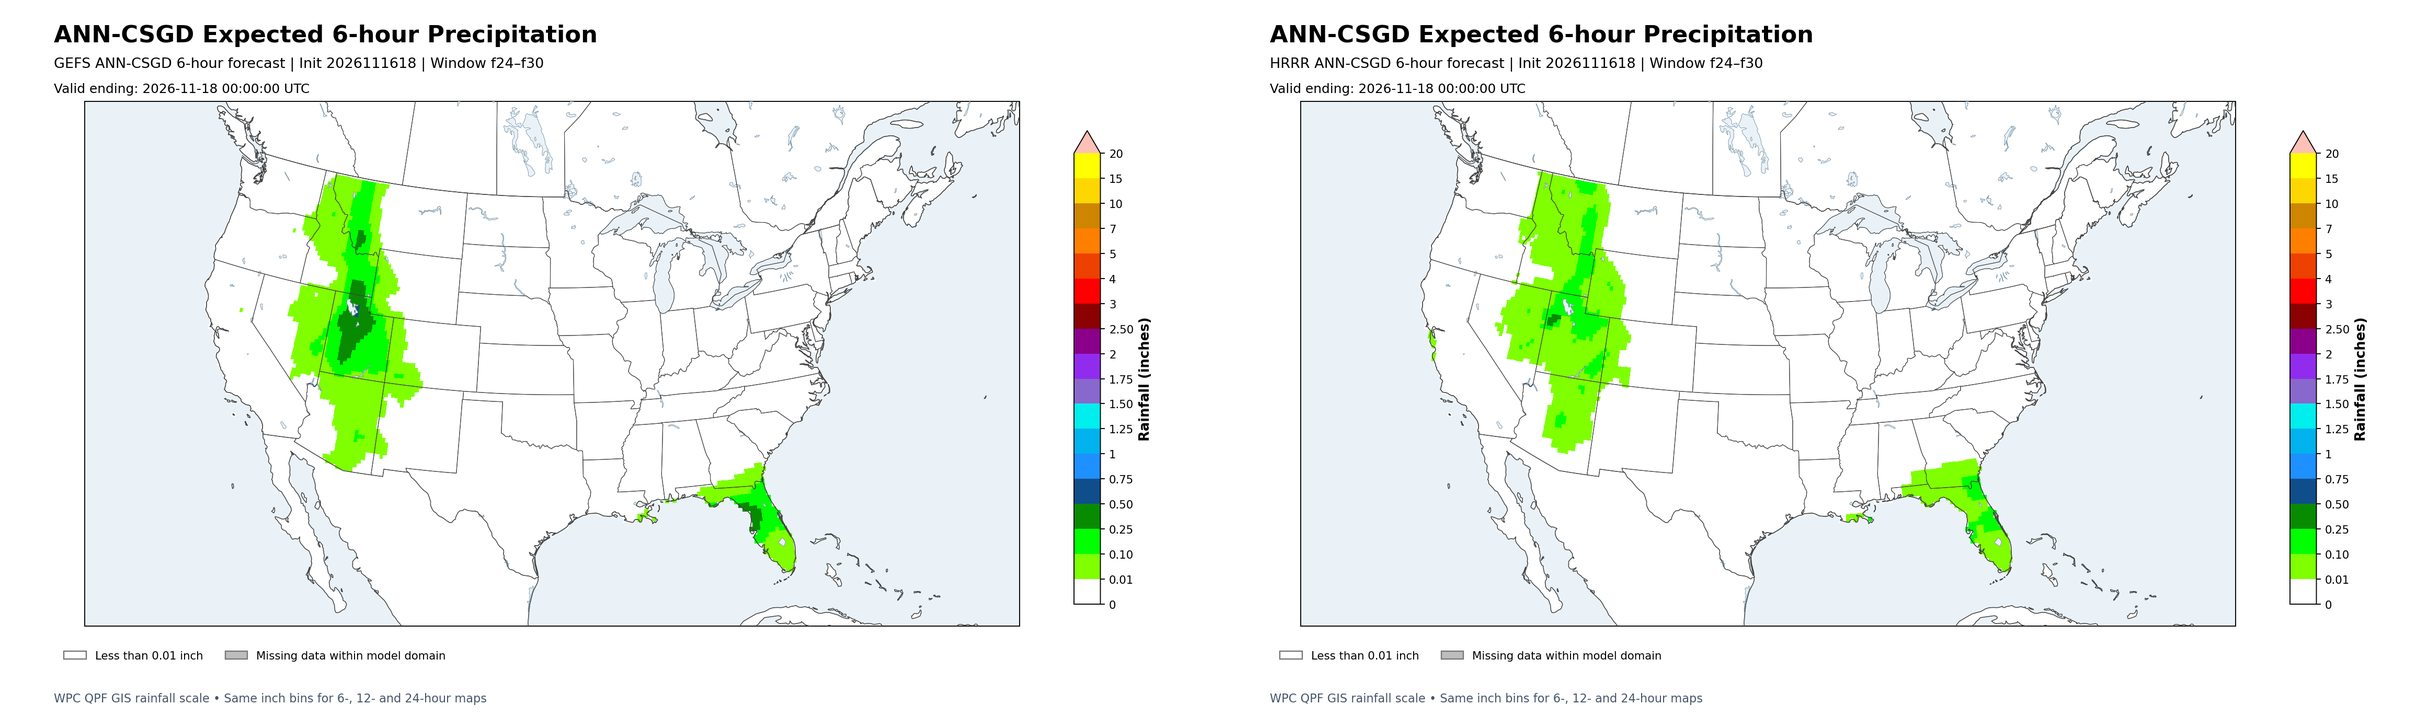 ANN-CSGD Expected 6-hour Precipitation
GEFS ANN-CSGD 6-hour forecast | Init 2026111618 | Window f24–f30
Valid ending: 2026-11-18 00:00:00 UTC
20
15
10
7
5
4
3
2.50
2
1.75
1.50
1.25
1
0.75
0.50
0.25
0.10
0.01
0
Rainfall (inches)
Less than 0.01 inch
Missing data within model domain
WPC QPF GIS rainfall scale • Same inch bins for 6-, 12- and 24-hour maps
ANN-CSGD Expected 6-hour Precipitation
HRRR ANN-CSGD 6-hour forecast | Init 2026111618 | Window f24–f30
Valid ending: 2026-11-18 00:00:00 UTC
20
15
10
7
5
4
3
2.50
2
1.75
1.50
1.25
1
0.75
0.50
0.25
0.10
0.01
0
Rainfall (inches)
Less than 0.01 inch
Missing data within model domain
WPC QPF GIS rainfall scale • Same inch bins for 6-, 12- and 24-hour maps